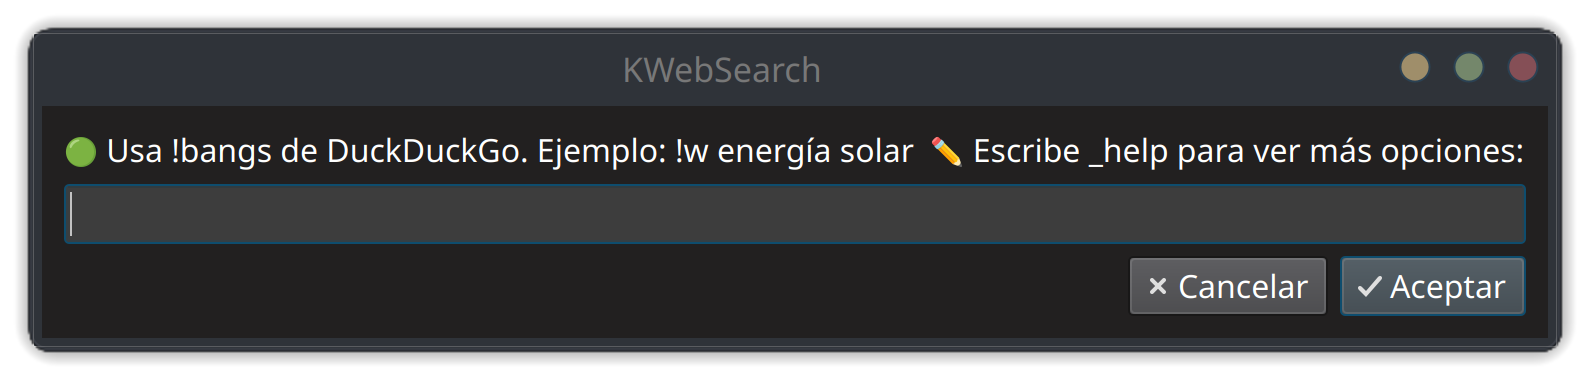 KWebSearch
🟢 Usa !bangs de DuckDuckGo. Ejemplo: !w energía solar ✏️ Escribe _help para ver más opciones:
Cancelar Aceptar